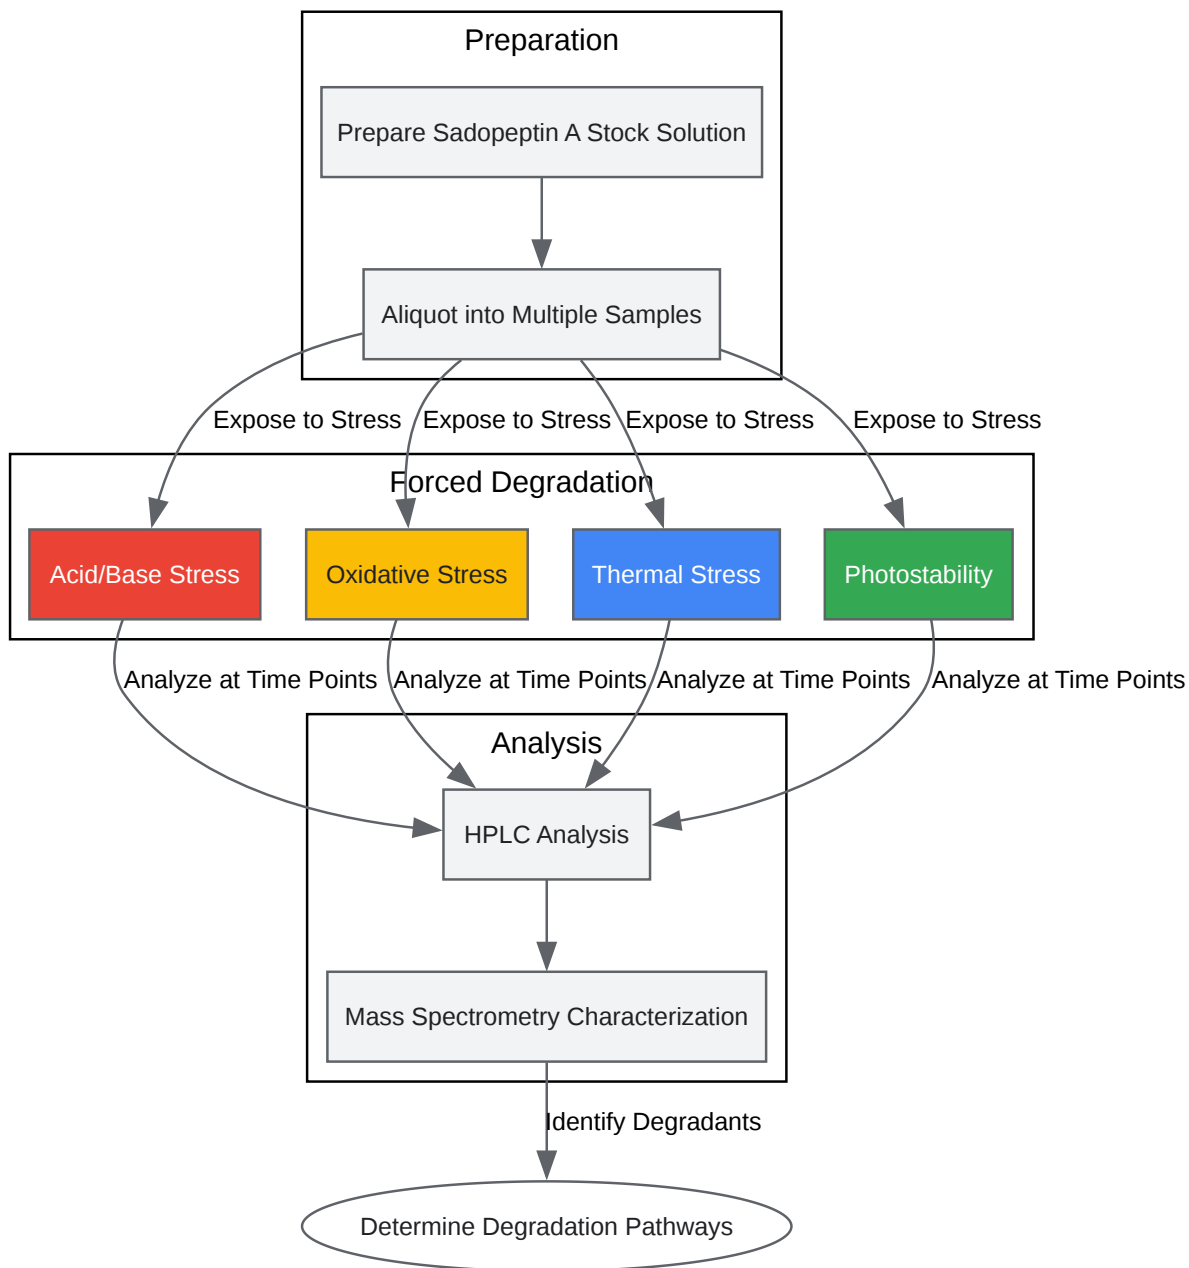 Preparation
Prepare Sadopeptin A Stock Solution
Aliquot into Multiple Samples
Expose to Stress
Expose to Stress
Expose to Stress
Expose to Stress
Forced Degradation
Acid/Base Stress
Oxidative Stress
Thermal Stress
Photostability
Analyze at Time Points
Analyze at Time Points
Analyze at Time Points
Analyze at Time Points
Analysis
HPLC Analysis
Mass Spectrometry Characterization
Identify Degradants
Determine Degradation Pathways